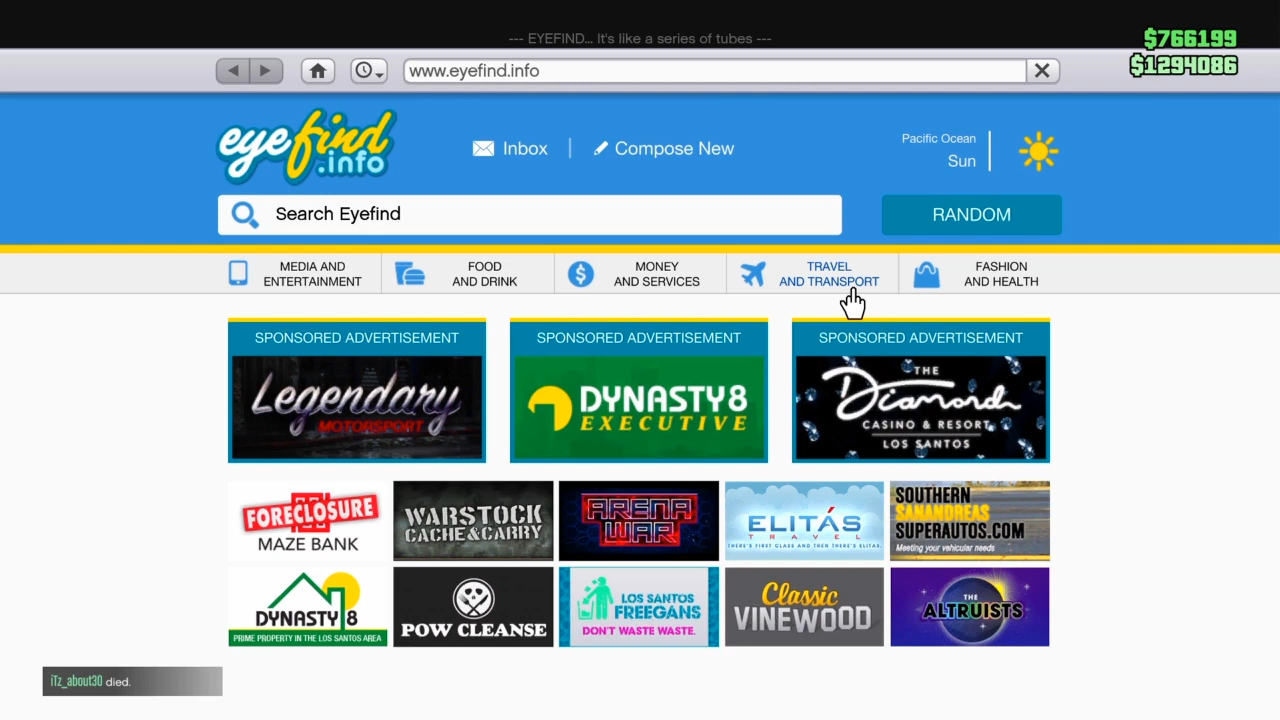 --- EYEFIND... It's like a series of tubes ---
$766199
$1294086
www.eyefind.info
eyefind
.info
Inbox
Compose New
Pacific Ocean
Sun
Search Eyefind
RANDOM
MEDIA AND
ENTERTAINMENT
FOOD
AND DRINK
MONEY
AND SERVICES
TRAVEL
AND TRANSPORT
FASHION
AND HEALTH
SPONSORED ADVERTISEMENT
Legendary
MOTORSPORT
SPONSORED ADVERTISEMENT
DYNASTY8
EXECUTIVE
SPONSORED ADVERTISEMENT
THE
Diamond
CASINO & RESORT
LOS SANTOS
FORECLOSURE
MAZE BANK
WARSTOCK
CACHE&CARRY
ARENA
WAR
ELITÁS
TRAVEL
THERE'S FIRST CLASS AND THEN THERE'S ELITAS.
SOUTHERN
SANANDREAS
SUPERAUTOS.COM
Meeting your vehicular needs
DYNASTY 8
PRIME PROPERTY IN THE LOS SANTOS AREA
POW CLEANSE
LOS SANTOS
FREEGANS
DON'T WASTE WASTE.
Classic
VINEWOOD
THE
ALTRUISTS
iTz_about30 died.